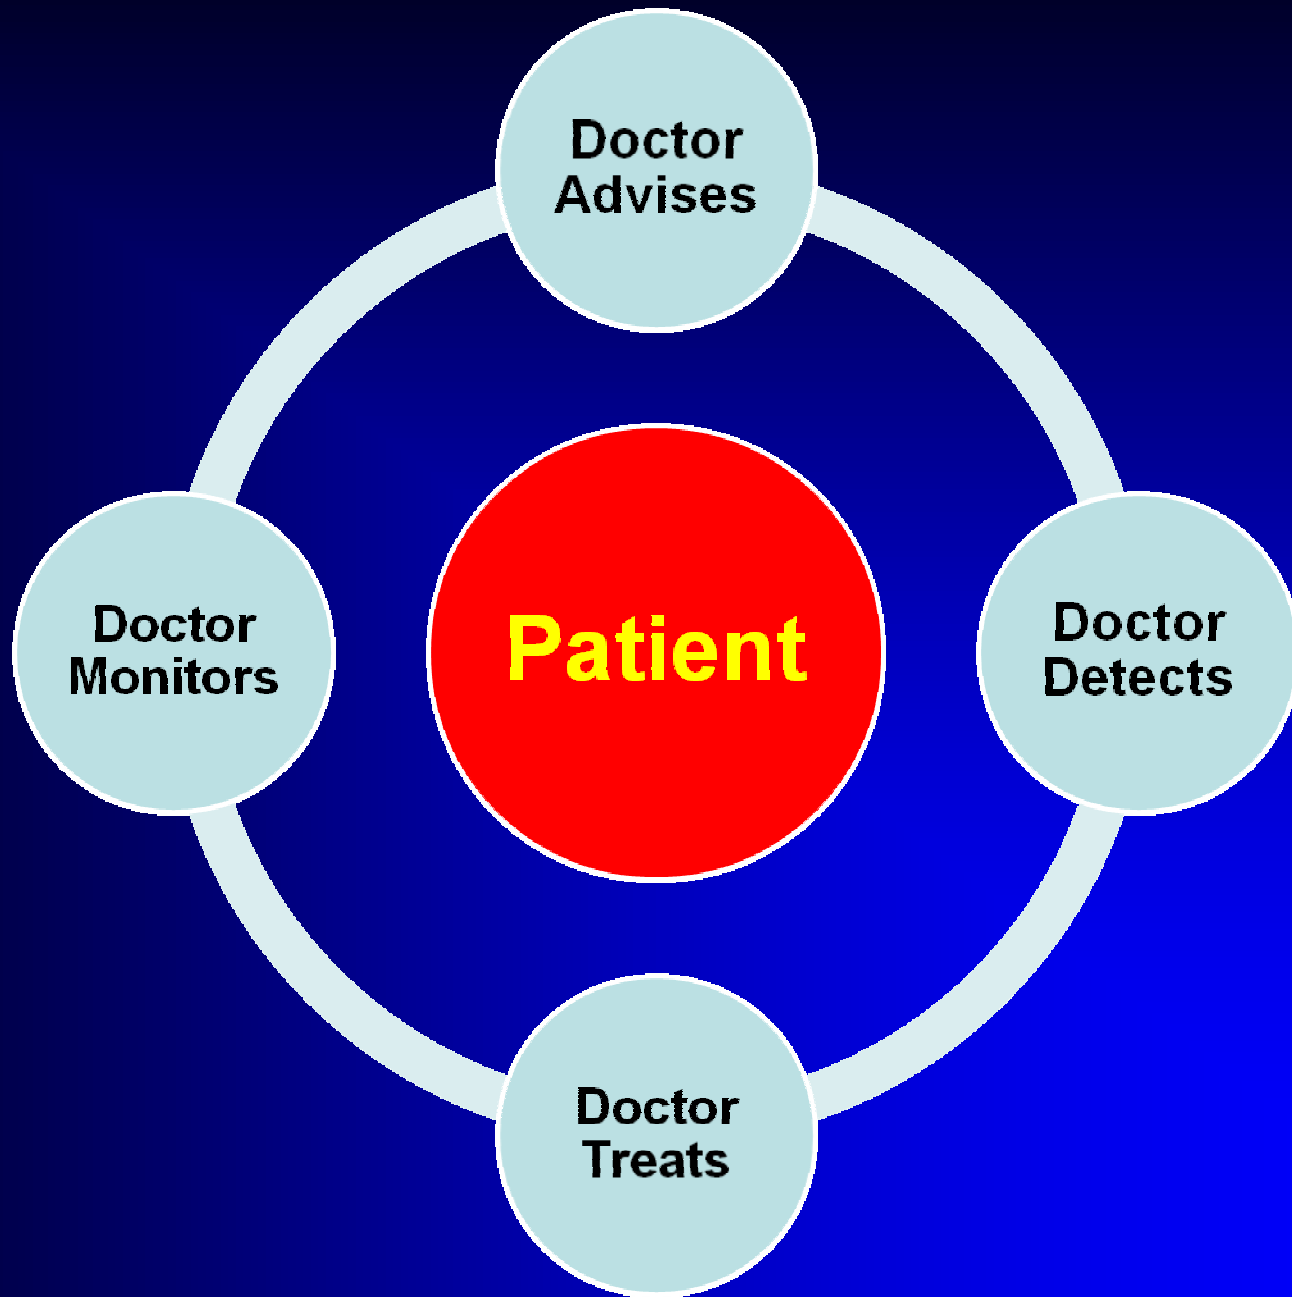 Doctor
Advises
Doctor
Monitors
Patient
Doctor
Detects
Doctor
Treats